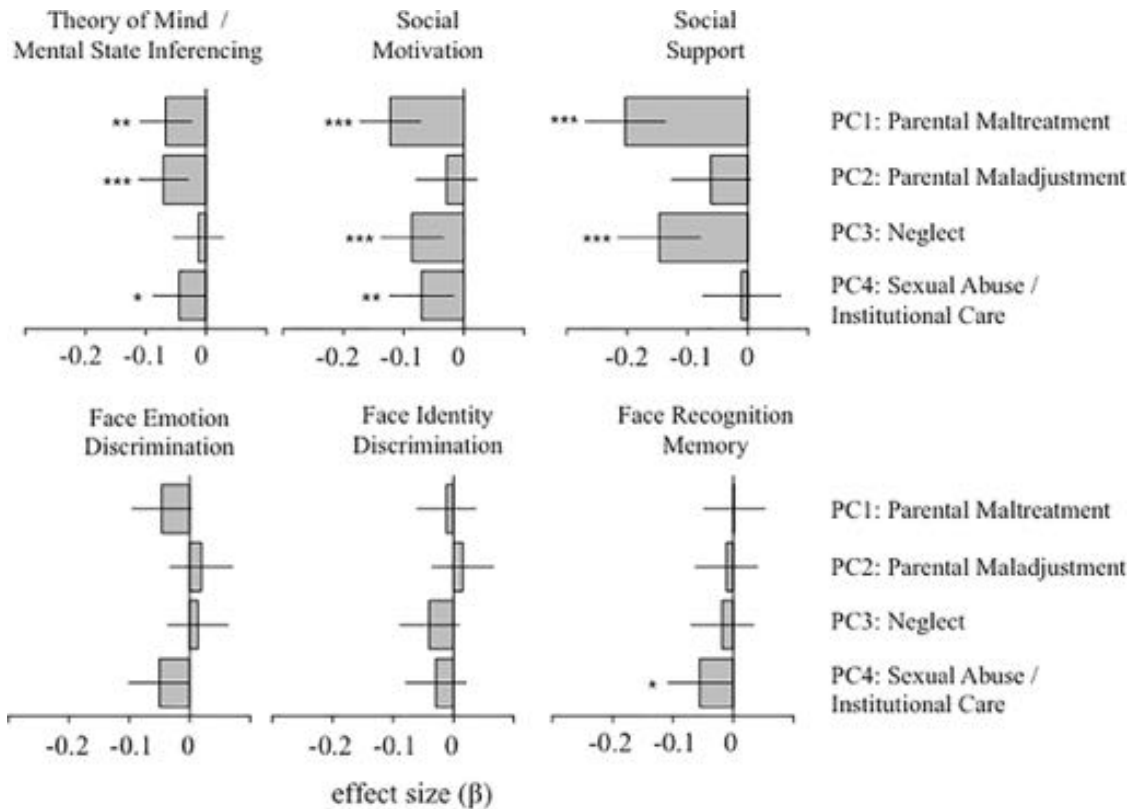 Theory of Mind /
Mental State Inferencing
Social
Motivation
Social
Support
**
***
*
***
***
**
***
***
PC1: Parental Maltreatment
PC2: Parental Maladjustment
PC3: Neglect
PC4: Sexual Abuse /
Institutional Care
-0.2 -0.1 0
-0.2 -0.1 0
-0.2 -0.1 0
Face Emotion
Discrimination
Face Identity
Discrimination
Face Recognition
Memory
*
PC1: Parental Maltreatment
PC2: Parental Maladjustment
PC3: Neglect
PC4: Sexual Abuse /
Institutional Care
-0.2 -0.1 0
-0.2 -0.1 0
-0.2 -0.1 0
effect size (β)